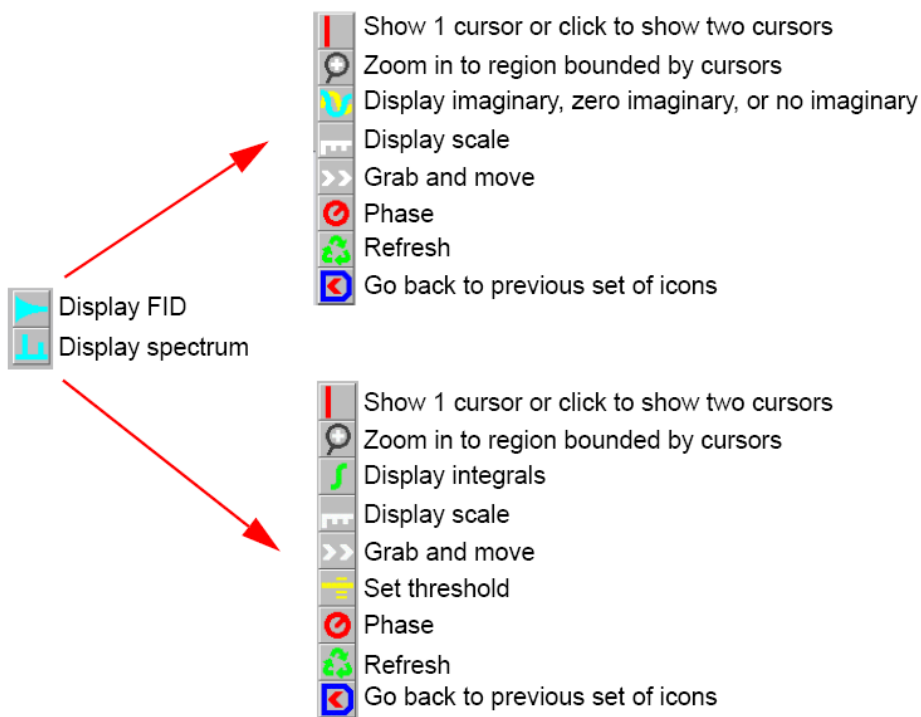 Show 1 cursor or click to show two cursors
Zoom in to region bounded by cursors
Display imaginary, zero imaginary, or no imaginary
Display scale
Grab and move
Phase
Refresh
Go back to previous set of icons
Display FID
Display spectrum
Show 1 cursor or click to show two cursors
Zoom in to region bounded by cursors
Display integrals
Display scale
Grab and move
Set threshold
Phase
Refresh
Go back to previous set of icons